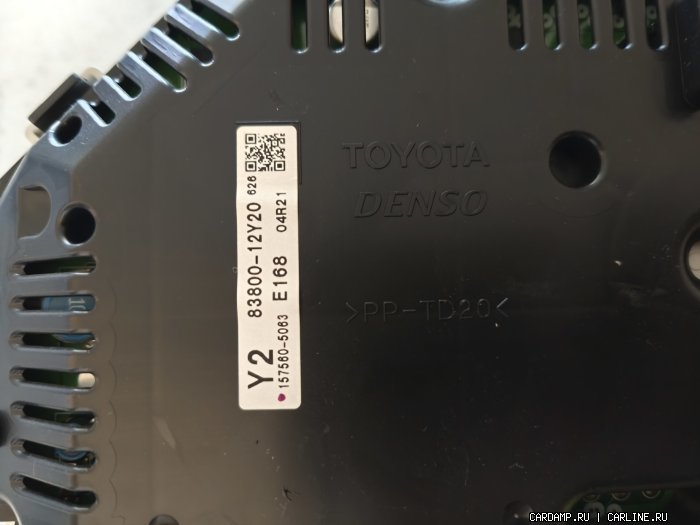 TOYOTA
DENSO
>PP-TD20<
Y2 83800-12Y20 626
157560-5063 E168 04R21
CARDAMP.RU | CARLINE.RU